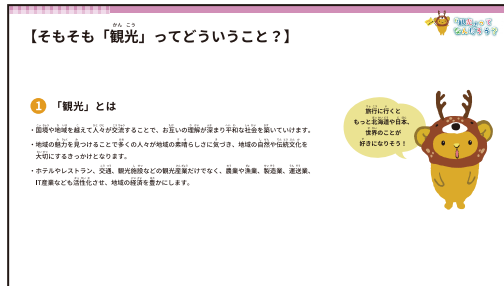 【そもそも「観光」ってどういうこと？】
「観光ってなんだろう？
1 「観光」とは
・国境や地域を越えて人々が交流することで、お互いの理解が深まり平和な社会を築いていけます。
・地域の魅力を見つけることで多くの人々が地域の素晴らしさに気づき、地域の自然や伝統文化を
大切にするきっかけとなります。
・ホテルやレストラン、交通、観光施設などの観光産業だけでなく、農業や漁業、製造業、運送業、
IT産業なども活性化させ、地域の経済を豊かにします。
旅行に行くと
もっと北海道や日本、
世界のことが
好きになりそう！